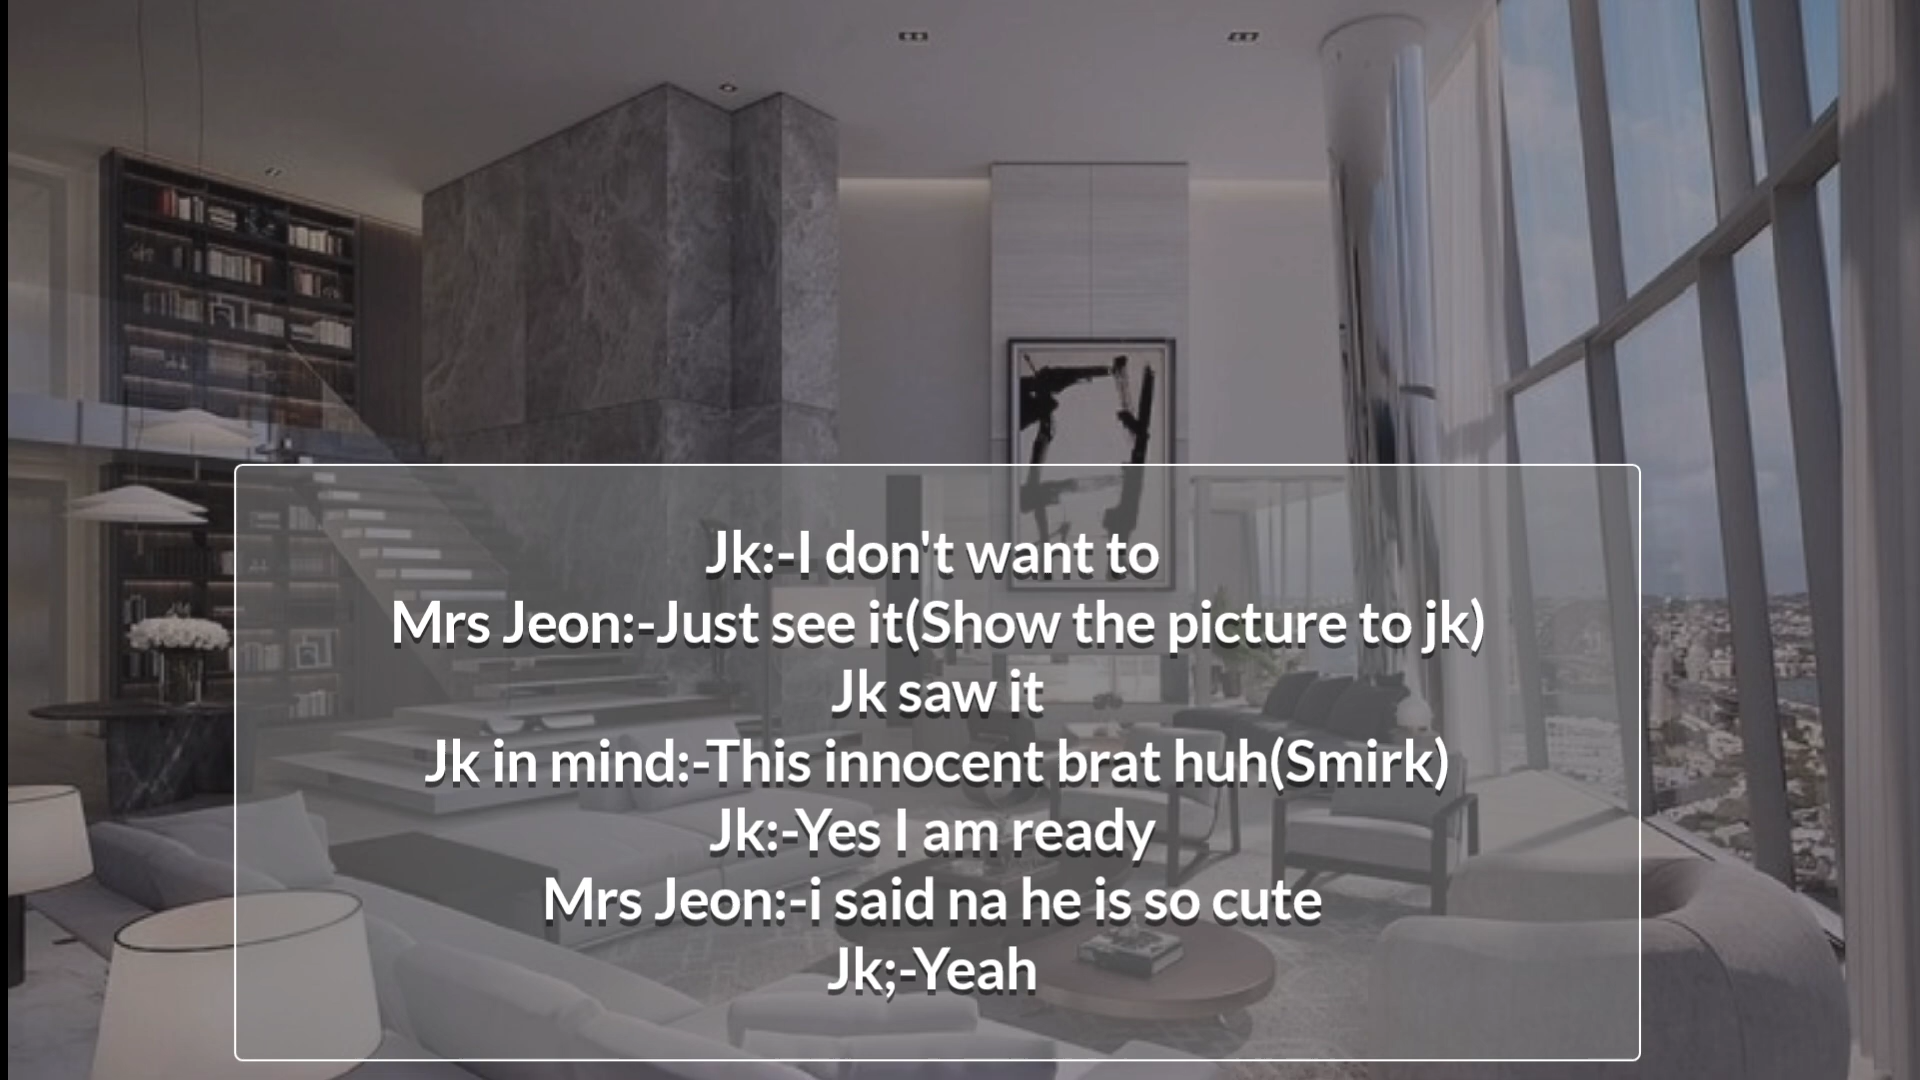 Jk:-I don't want to
Mrs Jeon:-Just see it(Show the picture to jk)
Jk saw it
Jk in mind:-This innocent brat huh(Smirk)
Jk:-Yes I am ready
Mrs Jeon:-i said na he is so cute
Jk;-Yeah